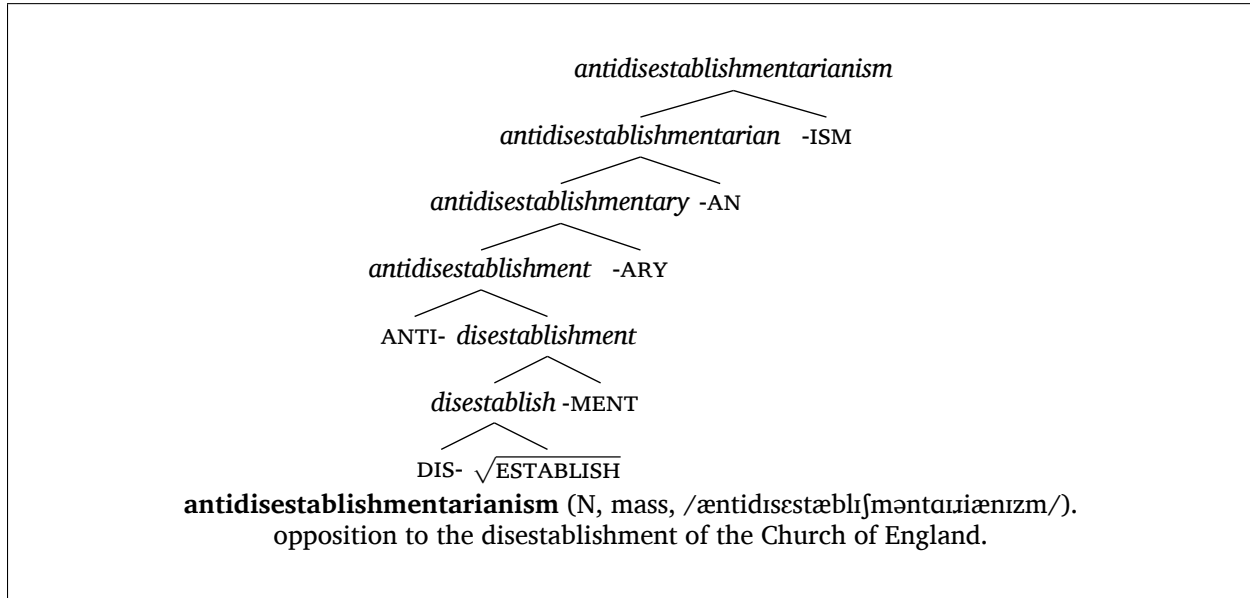 antidisestablishmentarianism
antidisestablishmentarian -ISM
antidisestablishmentary -AN
antidisestablishment -ARY
ANTI- disestablishment
disestablish -MENT
DIS- √ESTABLISH
antidisestablishmentarianism (N, mass, /æntidɪsɛstæblɪʃməntɑɪɹiænɪzm/).
opposition to the disestablishment of the Church of England.